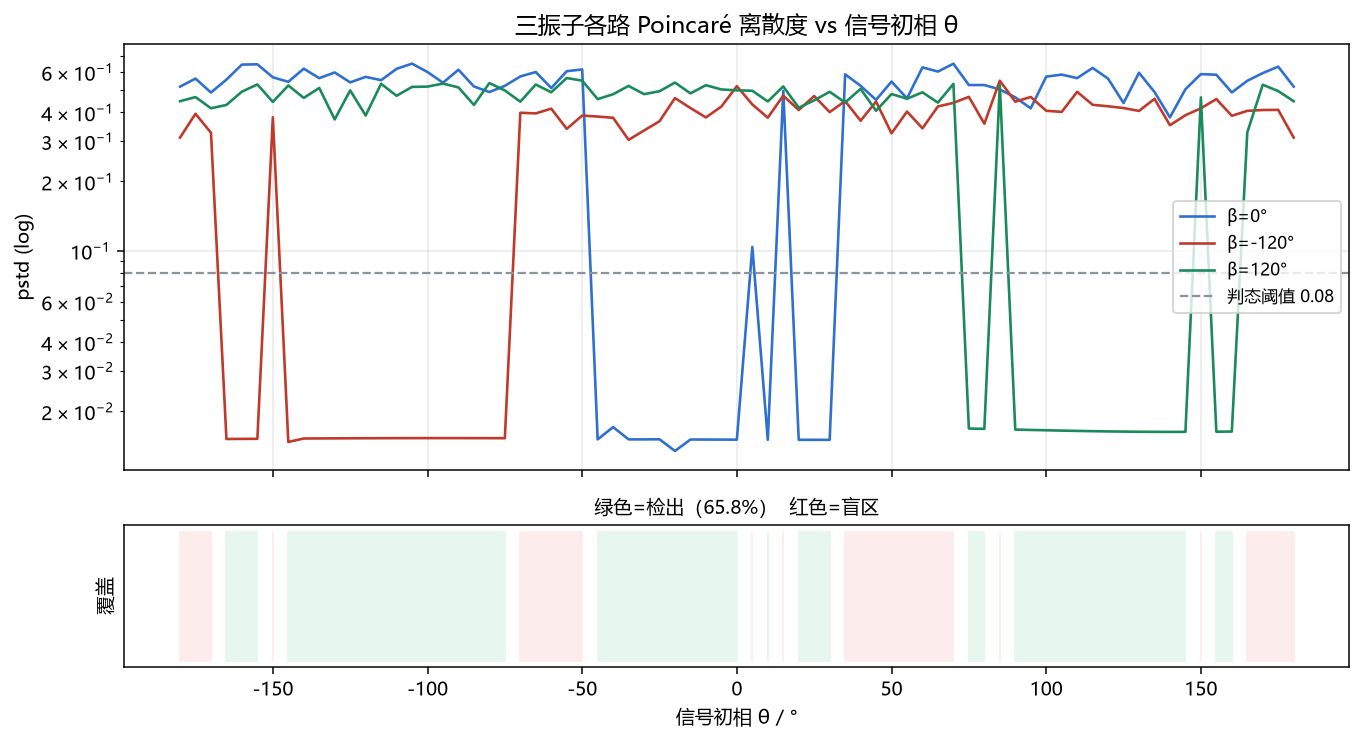 三振子各路 Poincaré 离散度 vs 信号初相 θ
pstd (log)
6 × 10⁻¹
4 × 10⁻¹
3 × 10⁻¹
2 × 10⁻¹
10⁻¹
6 × 10⁻²
4 × 10⁻²
3 × 10⁻²
2 × 10⁻²
β=0°
β=-120°
β=120°
判态阈值 0.08
绿色=检出（65.8%） 红色=盲区
覆盖
-150 -100 -50 0 50 100 150
信号初相 θ / °